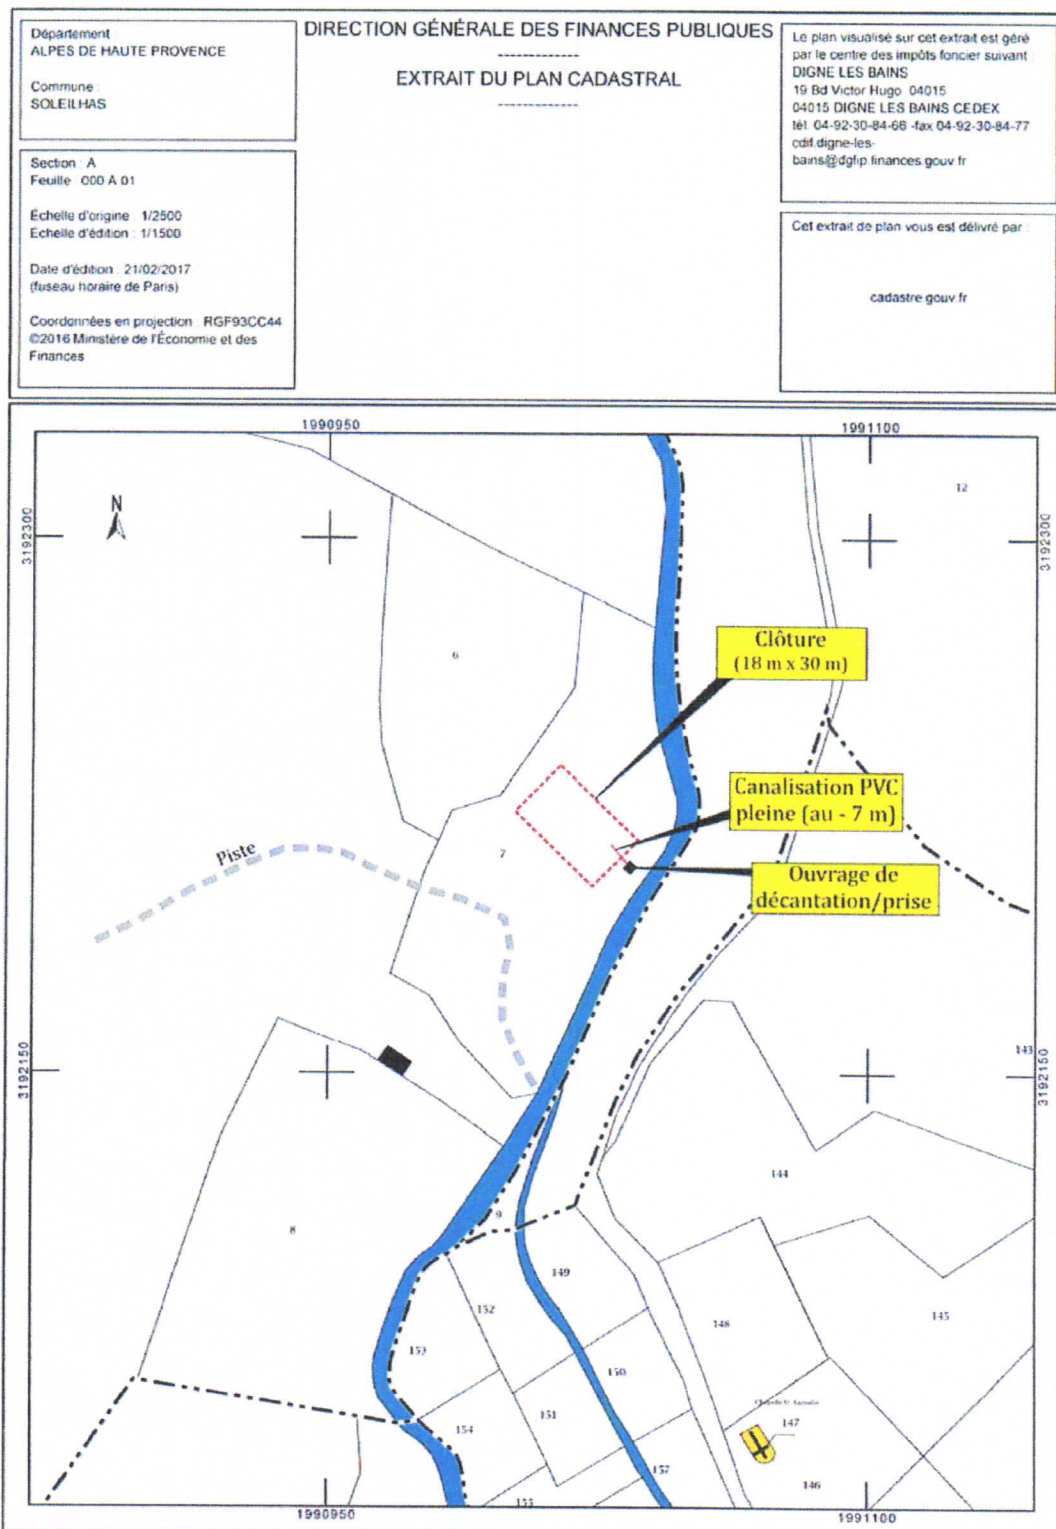 Département :
ALPES DE HAUTE PROVENCE
Commune :
SOLEILHAS
Section : A
Feuille : 000 A 01
Échelle d'origine : 1/2500
Échelle d'édition : 1/1500
Date d'édition : 21/02/2017
(fuseau horaire de Paris)
Coordonnées en projection : RGF93CC44
©2016 Ministère de l'Économie et des
Finances
DIRECTION GÉNÉRALE DES FINANCES PUBLIQUES
------------
EXTRAIT DU PLAN CADASTRAL
------------
Le plan visualisé sur cet extrait est géré
par le centre des impôts foncier suivant :
DIGNE LES BAINS
19 Bd Victor Hugo 04015
04015 DIGNE LES BAINS CEDEX
tél. 04-92-30-84-66 -fax 04-92-30-84-77
cdif.digne-les-
bains@dgfip.finances.gouv.fr
Cet extrait de plan vous est délivré par :
cadastre.gouv.fr
1990950
1991100
12
N
3192300
3192300
6
Clôture
(18 m x 30 m)
Canalisation PVC
pleine (au - 7 m)
Piste
7
Ouvrage de
décantation/prise
3192150
143
3192150
144
9
8
149
152
148
145
153
150
151
154
147
157
146
155
1990950
1991100